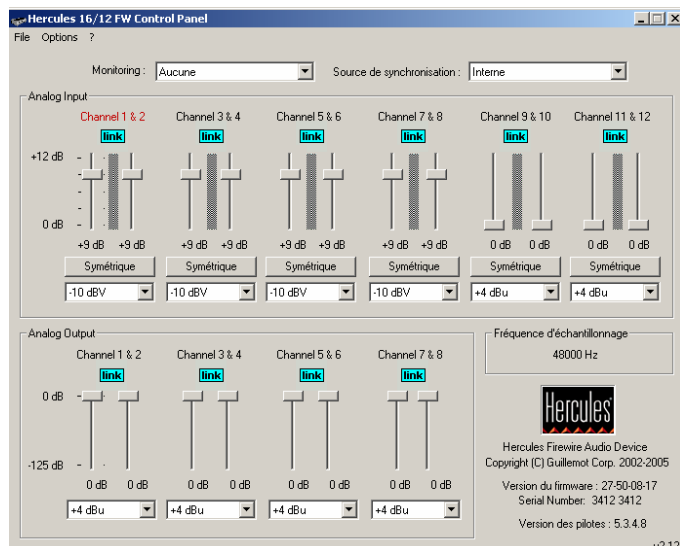 Hercules 16/12 FW Control Panel
File Options ?
Monitoring : Aucune Source de synchronisation : Interne
Analog Input
Channel 1 & 2 Channel 3 & 4 Channel 5 & 6 Channel 7 & 8 Channel 9 & 10 Channel 11 & 12
link link link link link link
+12 dB
0 dB
+9 dB +9 dB +9 dB +9 dB +9 dB +9 dB +9 dB +9 dB 0 dB 0 dB 0 dB 0 dB
Symétrique Symétrique Symétrique Symétrique Symétrique Symétrique
-10 dBV -10 dBV -10 dBV -10 dBV +4 dBu +4 dBu
Analog Output
Channel 1 & 2 Channel 3 & 4 Channel 5 & 6 Channel 7 & 8
link link link link
0 dB
-125 dB
0 dB 0 dB 0 dB 0 dB 0 dB 0 dB 0 dB 0 dB
+4 dBu +4 dBu +4 dBu +4 dBu
Fréquence d'échantillonnage
48000 Hz
Hercules
Hercules Firewire Audio Device
Copyright (C) Guillemot Corp. 2002-2005
Version du firmware : 27-50-08-17
Serial Number: 3412 3412
Version des pilotes : 5.3.4.8